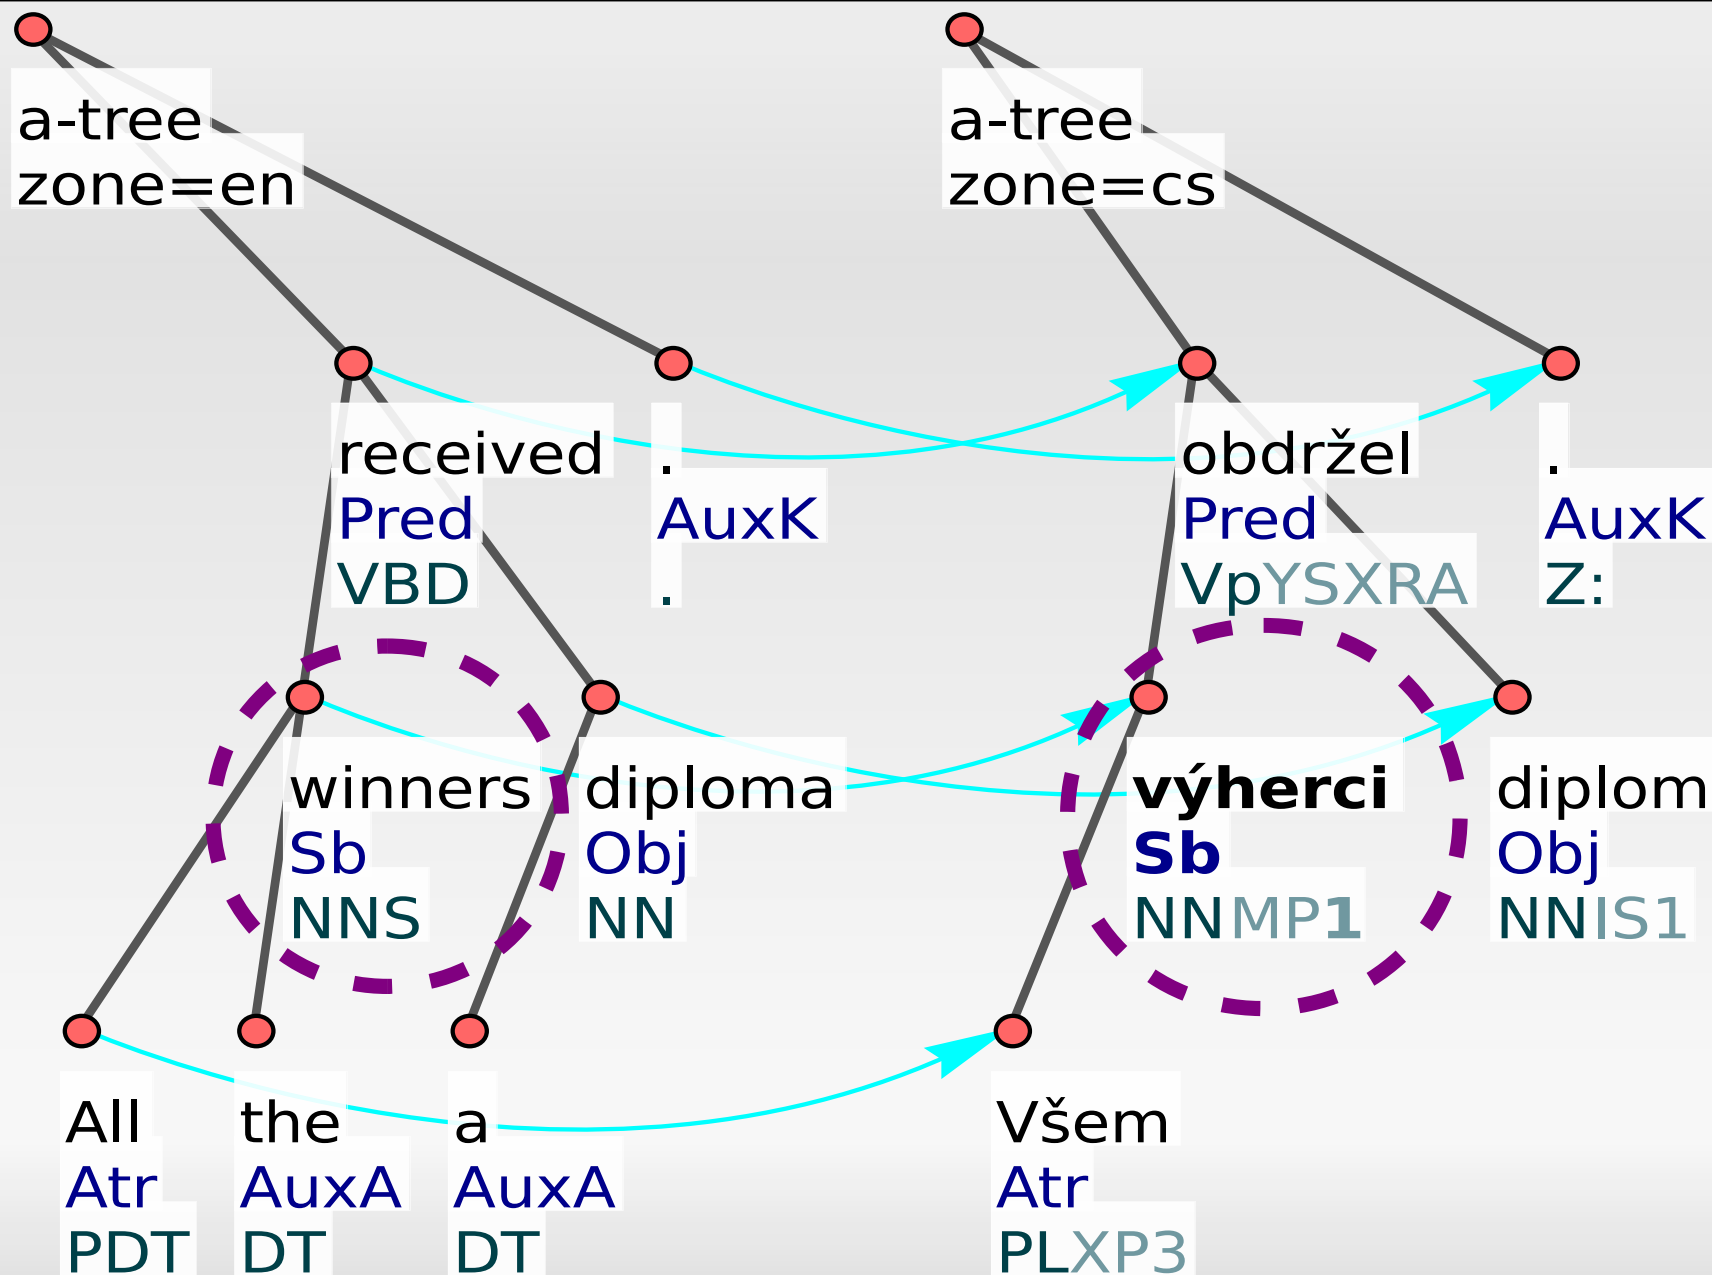 a-tree
zone=en
a-tree
zone=cs
received
Pred
VBD
.
AuxK
.
obdržel
Pred
VpYSXRA
.
AuxK
Z:
winners
Sb
NNS
diploma
Obj
NN
výherci
Sb
NNMP1
diplom
Obj
NNIS1
All
Atr
PDT
the
AuxA
DT
a
AuxA
DT
Všem
Atr
PLXP3